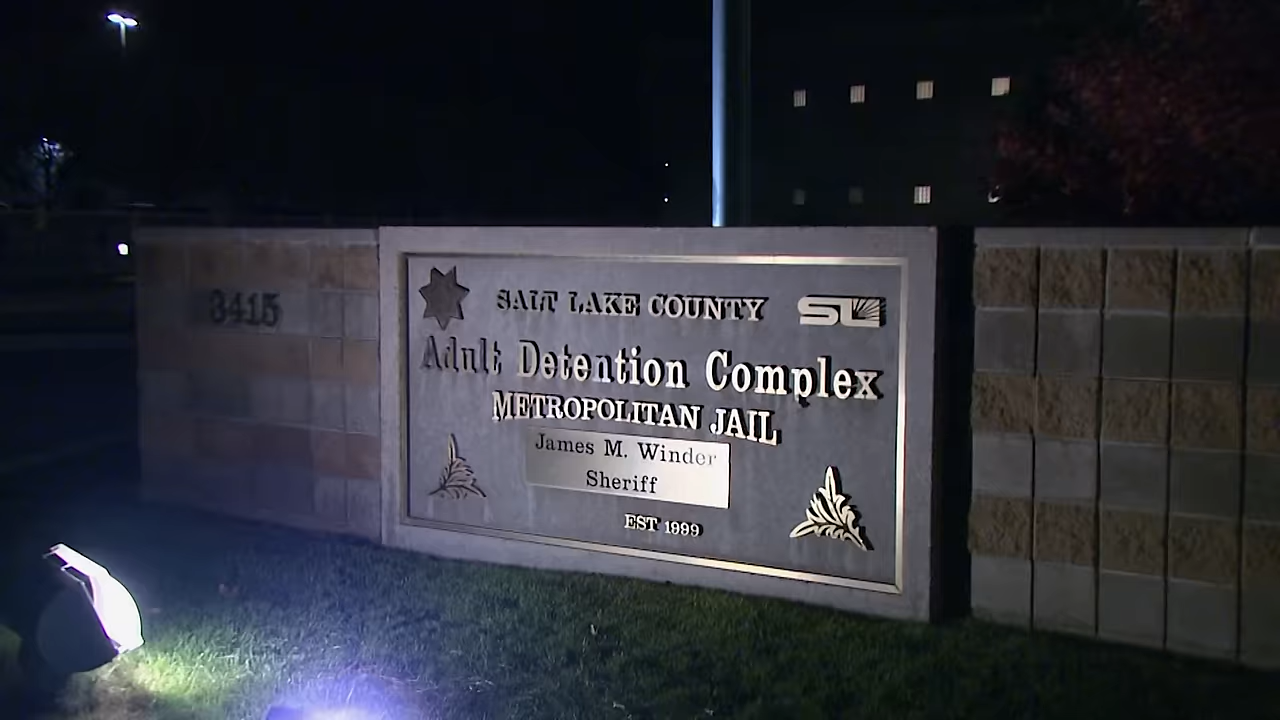 3415
SALT LAKE COUNTY
SL
Adult Detention Complex
METROPOLITAN JAIL
James M. Winder
Sheriff
EST 1999